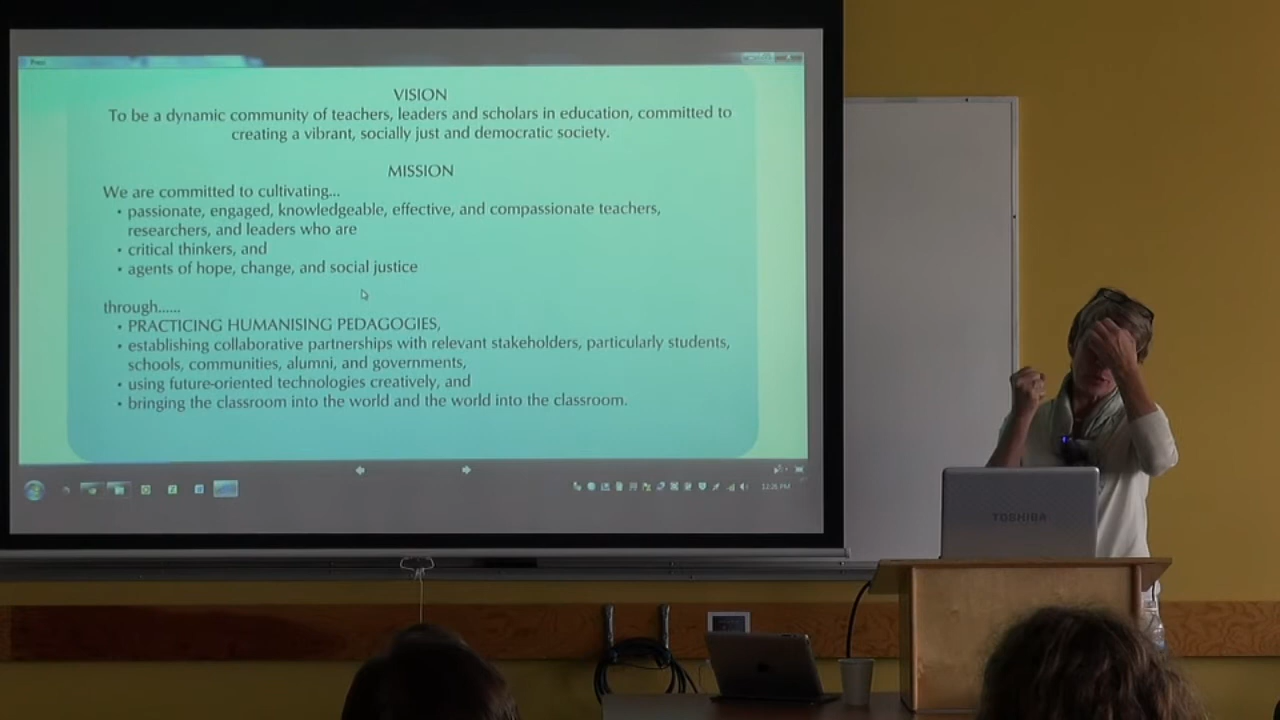 Prezi
VISION
To be a dynamic community of teachers, leaders and scholars in education, committed to
creating a vibrant, socially just and democratic society.
MISSION
We are committed to cultivating...
• passionate, engaged, knowledgeable, effective, and compassionate teachers,
researchers, and leaders who are
• critical thinkers, and
• agents of hope, change, and social justice
through......
• PRACTICING HUMANISING PEDAGOGIES,
• establishing collaborative partnerships with relevant stakeholders, particularly students,
schools, communities, alumni, and governments,
• using future-oriented technologies creatively, and
• bringing the classroom into the world and the world into the classroom.
12:26 PM
TOSHIBA